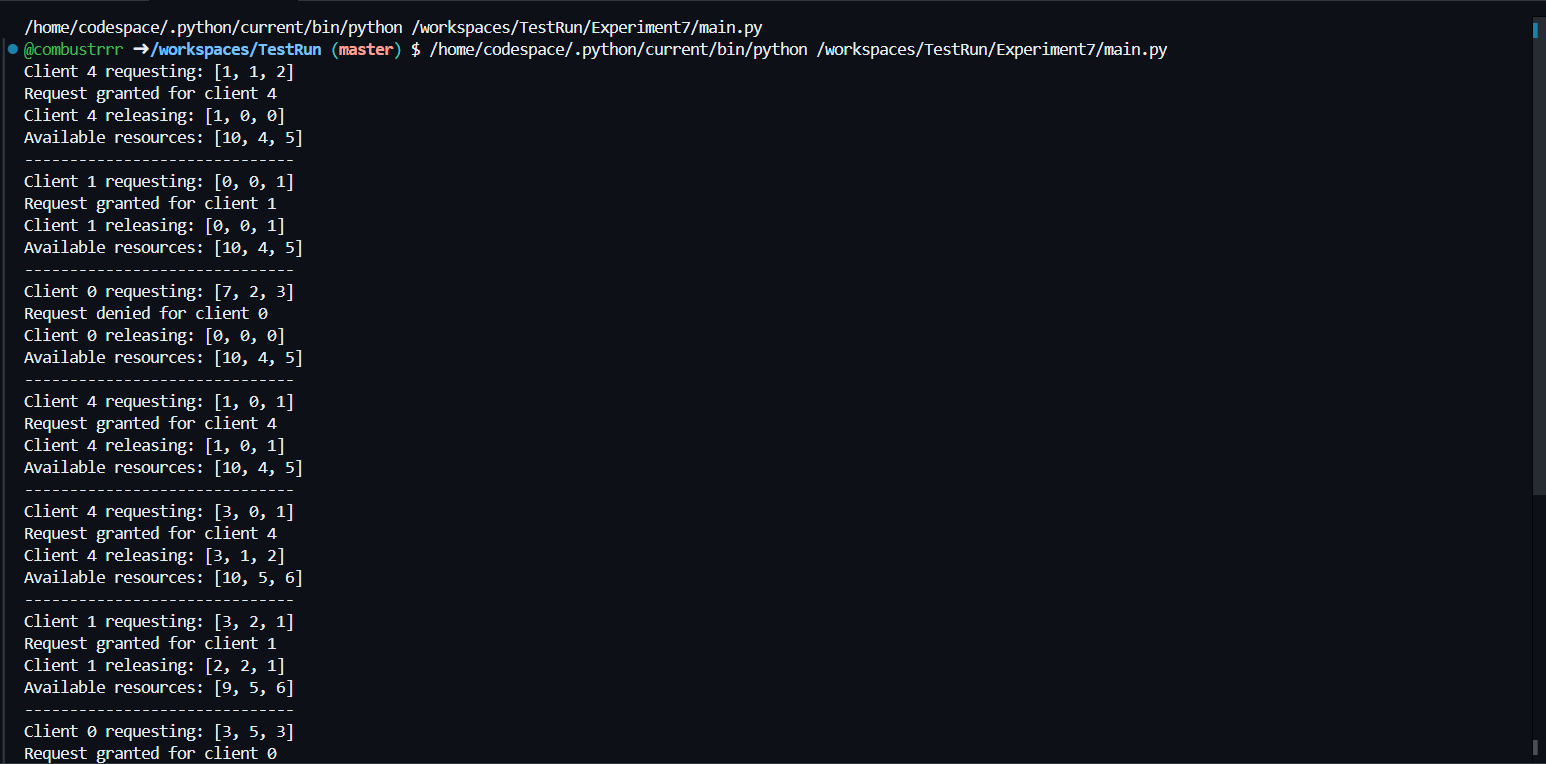 /home/codespace/.python/current/bin/python /workspaces/TestRun/Experiment7/main.py
@combustrrr ➜/workspaces/TestRun (master) $ /home/codespace/.python/current/bin/python /workspaces/TestRun/Experiment7/main.py
Client 4 requesting: [1, 1, 2]
Request granted for client 4
Client 4 releasing: [1, 0, 0]
Available resources: [10, 4, 5]
------------------------------
Client 1 requesting: [0, 0, 1]
Request granted for client 1
Client 1 releasing: [0, 0, 1]
Available resources: [10, 4, 5]
------------------------------
Client 0 requesting: [7, 2, 3]
Request denied for client 0
Client 0 releasing: [0, 0, 0]
Available resources: [10, 4, 5]
------------------------------
Client 4 requesting: [1, 0, 1]
Request granted for client 4
Client 4 releasing: [1, 0, 1]
Available resources: [10, 4, 5]
------------------------------
Client 4 requesting: [3, 0, 1]
Request granted for client 4
Client 4 releasing: [3, 1, 2]
Available resources: [10, 5, 6]
------------------------------
Client 1 requesting: [3, 2, 1]
Request granted for client 1
Client 1 releasing: [2, 2, 1]
Available resources: [9, 5, 6]
------------------------------
Client 0 requesting: [3, 5, 3]
Request granted for client 0